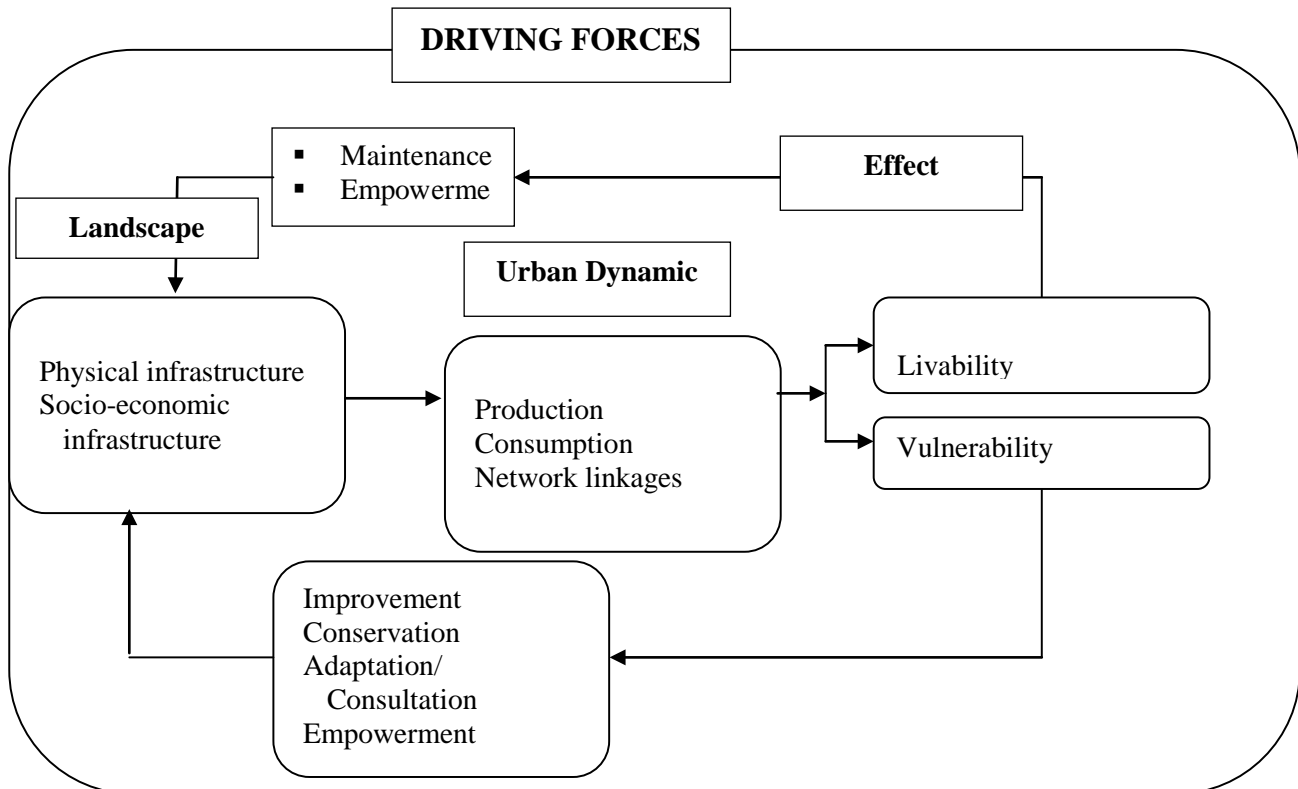 DRIVING FORCES
▪ Maintenance
▪ Empowerme
Effect
Landscape
Urban Dynamic
Physical infrastructure
Socio-economic
infrastructure
Production
Consumption
Network linkages
Livability
Vulnerability
Improvement
Conservation
Adaptation/
Consultation
Empowerment